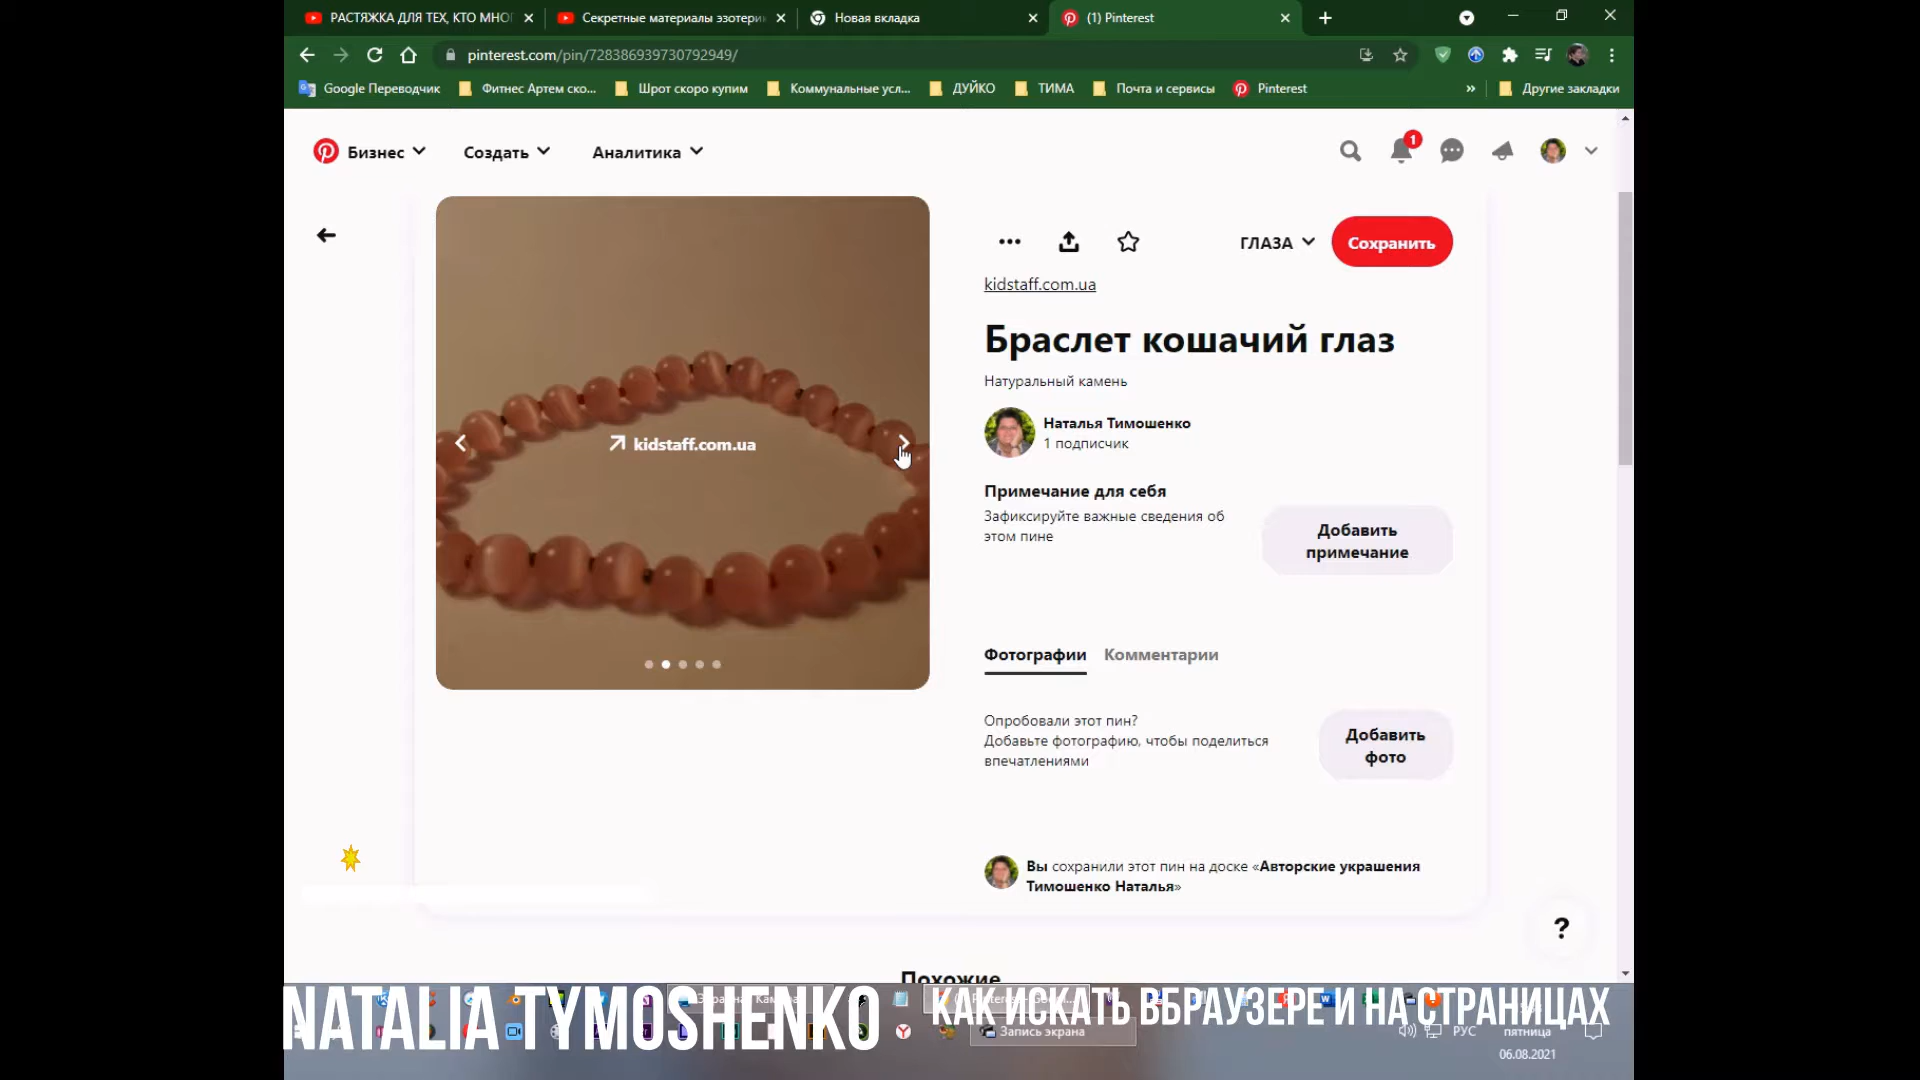 РАСТЯЖКА ДЛЯ ТЕХ, КТО МНОГ
Секретные материалы эзотери
Новая вкладка
(1) Pinterest
pinterest.com/pin/728386939730792949/
Google Переводчик
Фитнес Артем ско...
Шрот скоро купим
Коммунальные усл...
ДУЙКО
ТИМА
Почта и сервисы
Pinterest
»
Другие закладки
Бизнес
Создать
Аналитика
1
ГЛАЗА
Сохранить
kidstaff.com.ua
Браслет кошачий глаз
Натуральный камень
Наталья Тимошенко
1 подписчик
kidstaff.com.ua
Примечание для себя
Зафиксируйте важные сведения об
этом пине
Добавить
примечание
Фотографии
Комментарии
Опробовали этот пин?
Добавьте фотографию, чтобы поделиться
впечатлениями
Добавить
фото
Вы сохранили этот пин на доске «Авторские украшения
Тимошенко Наталья»
?
Похожие
NATALIA TYMOSHENKO
КАК ИСКАТЬ ВБРАУЗЕРЕ И НА СТРАНИЦАХ
Запись экрана
РУС
пятница
06.08.2021